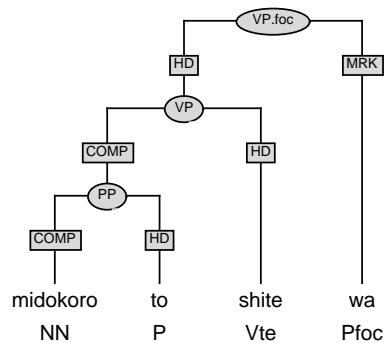 VP.foc
HD MRK
VP
COMP HD
PP
COMP HD
midokoro to shite wa
NN P Vte Pfoc